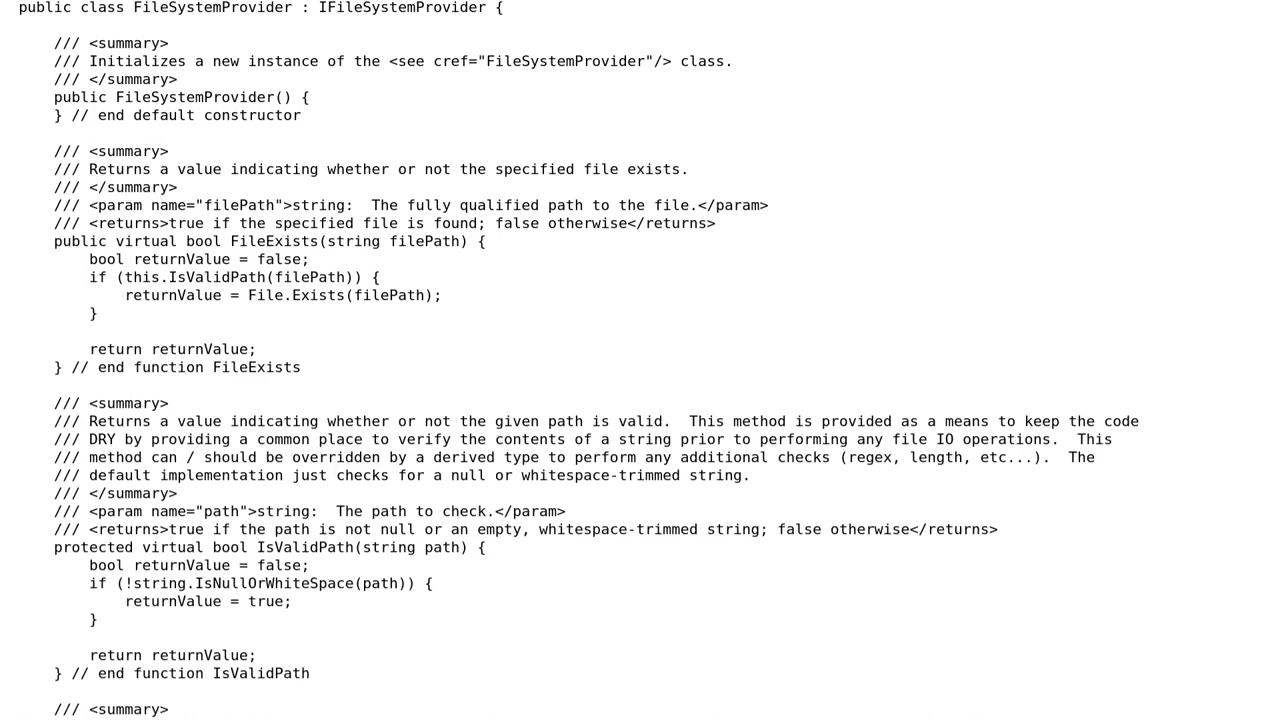 public class FileSystemProvider : IFileSystemProvider {

    /// <summary>
    /// Initializes a new instance of the <see cref="FileSystemProvider"/> class.
    /// </summary>
    public FileSystemProvider() {
    } // end default constructor

    /// <summary>
    /// Returns a value indicating whether or not the specified file exists.
    /// </summary>
    /// <param name="filePath">string:  The fully qualified path to the file.</param>
    /// <returns>true if the specified file is found; false otherwise</returns>
    public virtual bool FileExists(string filePath) {
        bool returnValue = false;
        if (this.IsValidPath(filePath)) {
            returnValue = File.Exists(filePath);
        }

        return returnValue;
    } // end function FileExists

    /// <summary>
    /// Returns a value indicating whether or not the given path is valid.  This method is provided as a means to keep the code
    /// DRY by providing a common place to verify the contents of a string prior to performing any file IO operations.  This
    /// method can / should be overridden by a derived type to perform any additional checks (regex, length, etc...).  The
    /// default implementation just checks for a null or whitespace-trimmed string.
    /// </summary>
    /// <param name="path">string:  The path to check.</param>
    /// <returns>true if the path is not null or an empty, whitespace-trimmed string; false otherwise</returns>
    protected virtual bool IsValidPath(string path) {
        bool returnValue = false;
        if (!string.IsNullOrWhiteSpace(path)) {
            returnValue = true;
        }

        return returnValue;
    } // end function IsValidPath

    /// <summary>